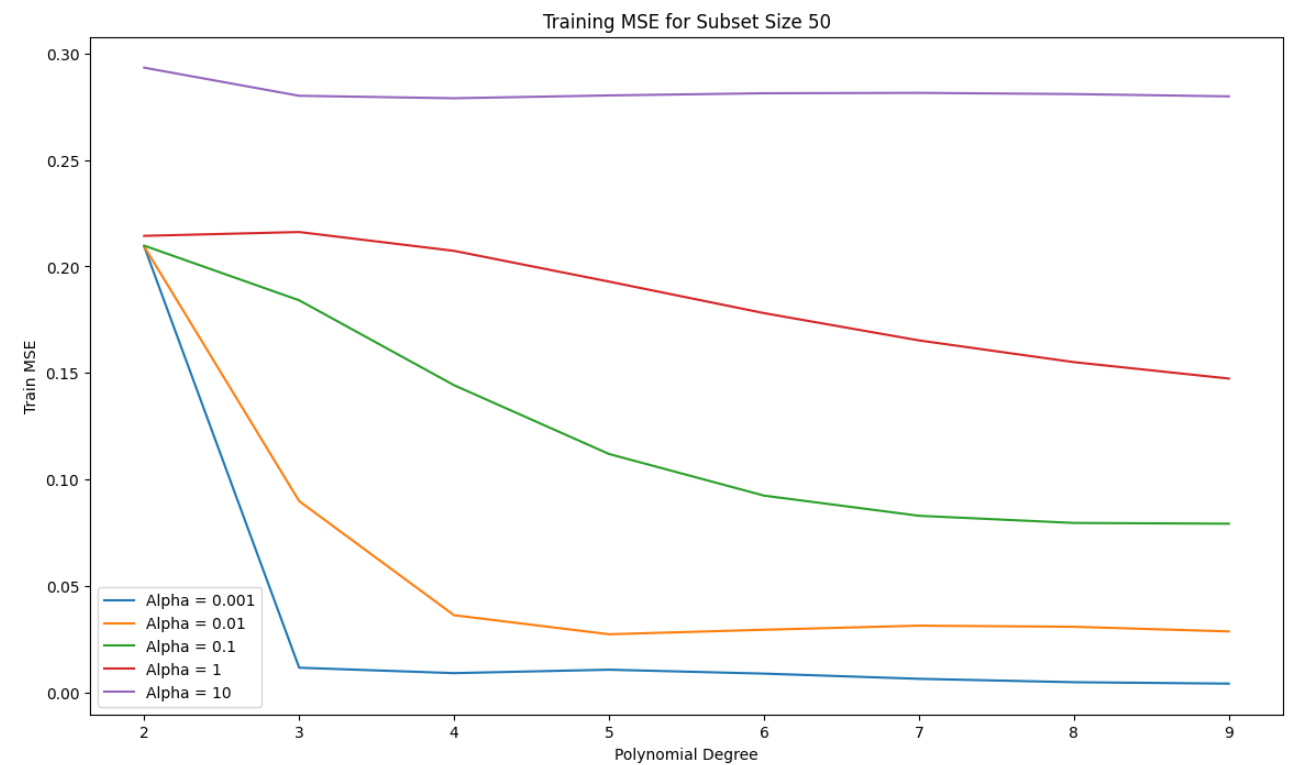 Training MSE for Subset Size 50
0.30
0.25
0.20
0.15
0.10
0.05
0.00
Train MSE
Alpha = 0.001
Alpha = 0.01
Alpha = 0.1
Alpha = 1
Alpha = 10
2 3 4 5 6 7 8 9
Polynomial Degree